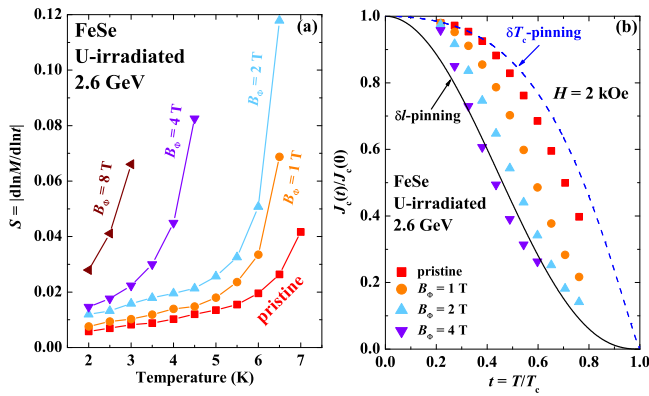 (a)
FeSe
U-irradiated
2.6 GeV
B_Φ = 8 T
B_Φ = 4 T
B_Φ = 2 T
B_Φ = 1 T
pristine
S = |dlnM/dlnt|
0.12
0.10
0.08
0.06
0.04
0.02
0.00
2 3 4 5 6 7
Temperature (K)
(b)
δT_c-pinning
δl-pinning
H = 2 kOe
FeSe
U-irradiated
2.6 GeV
pristine
B_Φ = 1 T
B_Φ = 2 T
B_Φ = 4 T
J_c(t)/J_c(0)
1.0
0.8
0.6
0.4
0.2
0.0
0.0 0.2 0.4 0.6 0.8 1.0
t = T/T_c